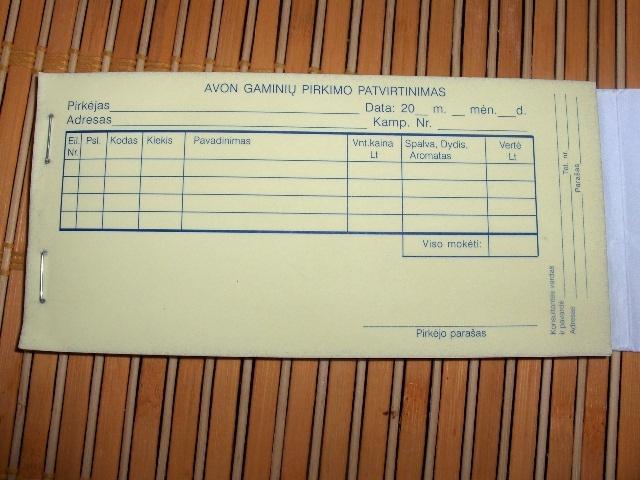 AVON GAMINIŲ PIRKIMO PATVIRTINIMAS
Pirkėjas Data: 20 m. mėn. d.
Adresas Kamp. Nr.
Eil. Nr. Psl. Kodas Kiekis Pavadinimas Vnt.kaina Lt Spalva, Dydis, Aromatas Vertė Lt
Viso mokėti:
Pirkėjo parašas
Konsultantės vardas
ir pavardė Tel. nr.
Adresas Parašas